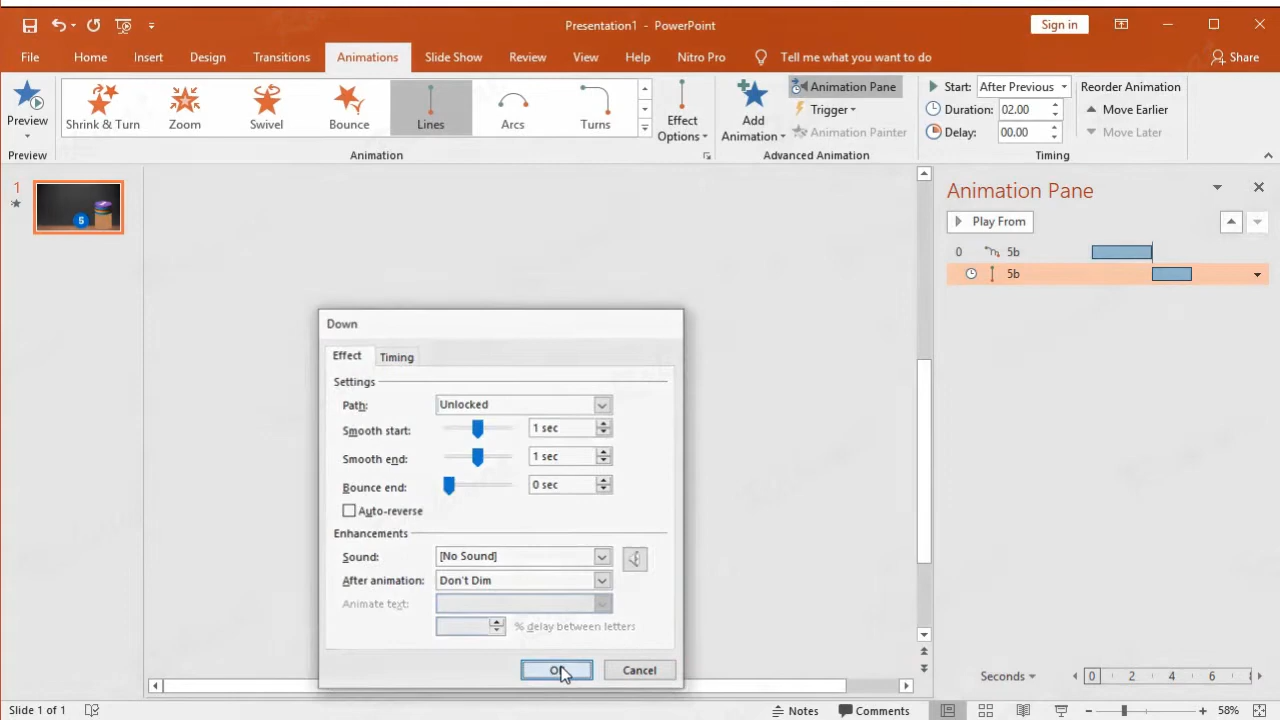 Presentation1 - PowerPoint
Sign in
File Home Insert Design Transitions Animations Slide Show Review View Help Nitro Pro Tell me what you want to do Share
Preview
Shrink & Turn Zoom Swivel Bounce Lines Arcs Turns
Effect Options
Add Animation
Animation Pane
Trigger
Animation Painter
Start: After Previous
Duration: 02.00
Delay: 00.00
Reorder Animation
Move Earlier
Move Later
Preview Animation Advanced Animation Timing
1
5
Animation Pane
Play From
0 5b
5b
Down
Effect Timing
Settings
Path: Unlocked
Smooth start: 1 sec
Smooth end: 1 sec
Bounce end: 0 sec
Auto-reverse
Enhancements
Sound: [No Sound]
After animation: Don't Dim
Animate text:
% delay between letters
OK Cancel
Seconds 0 2 4 6
Slide 1 of 1 Notes Comments 58%